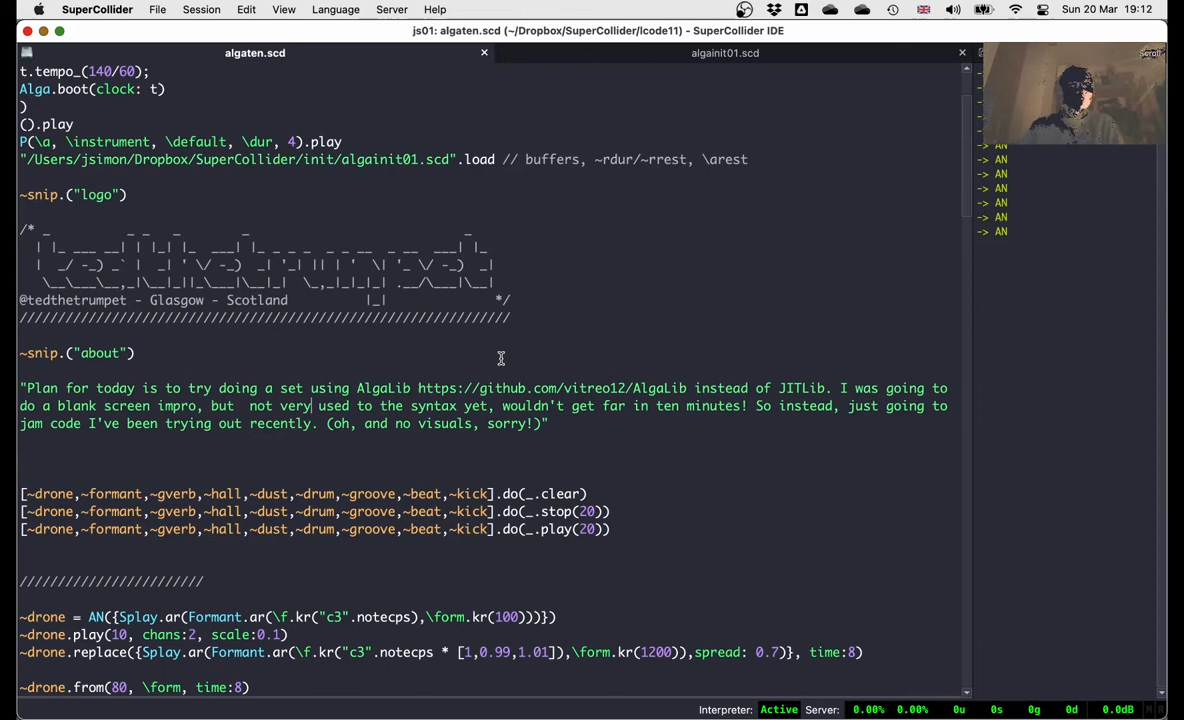 SuperCollider File Session Edit View Language Server Help Sun 20 Mar 19:12
js01: algaten.scd (~/Dropbox/SuperCollider/lcode11) - SuperCollider IDE
algaten.scd algainit01.scd
Scroll
t.tempo_(140/60);
Alga.boot(clock: t)
)
().play
P(\a, \instrument, \default, \dur, 4).play
"/Users/jsimon/Dropbox/SuperCollider/init/algainit01.scd".load // buffers, ~rdur/~rrest, \arest
-> AN
-> AN
-> AN
-> AN
-> AN
-> AN
-> AN
~snip.("logo")
/*
tedthetrumpet
@tedthetrumpet - Glasgow - Scotland |_| */
////////////////////////////////////////////////////////////////
~snip.("about")
"Plan for today is to try doing a set using AlgaLib https://github.com/vitreo12/AlgaLib instead of JITLib. I was going to
do a blank screen impro, but  not very used to the syntax yet, wouldn't get far in ten minutes! So instead, just going to
jam code I've been trying out recently. (oh, and no visuals, sorry!)"
[~drone,~formant,~gverb,~hall,~dust,~drum,~groove,~beat,~kick].do(_.clear)
[~drone,~formant,~gverb,~hall,~dust,~drum,~groove,~beat,~kick].do(_.stop(20))
[~drone,~formant,~gverb,~hall,~dust,~drum,~groove,~beat,~kick].do(_.play(20))
////////////////////////
~drone = AN({Splay.ar(Formant.ar(\f.kr("c3".notecps),\form.kr(100)))})
~drone.play(10, chans:2, scale:0.1)
~drone.replace({Splay.ar(Formant.ar(\f.kr("c3".notecps * [1,0.99,1.01]),\form.kr(1200)),spread: 0.7)}, time:8)
~drone.from(80, \form, time:8)
Interpreter: Active Server: 0.00% 0.00% 0u 0s 0g 0d 0.0dB M R